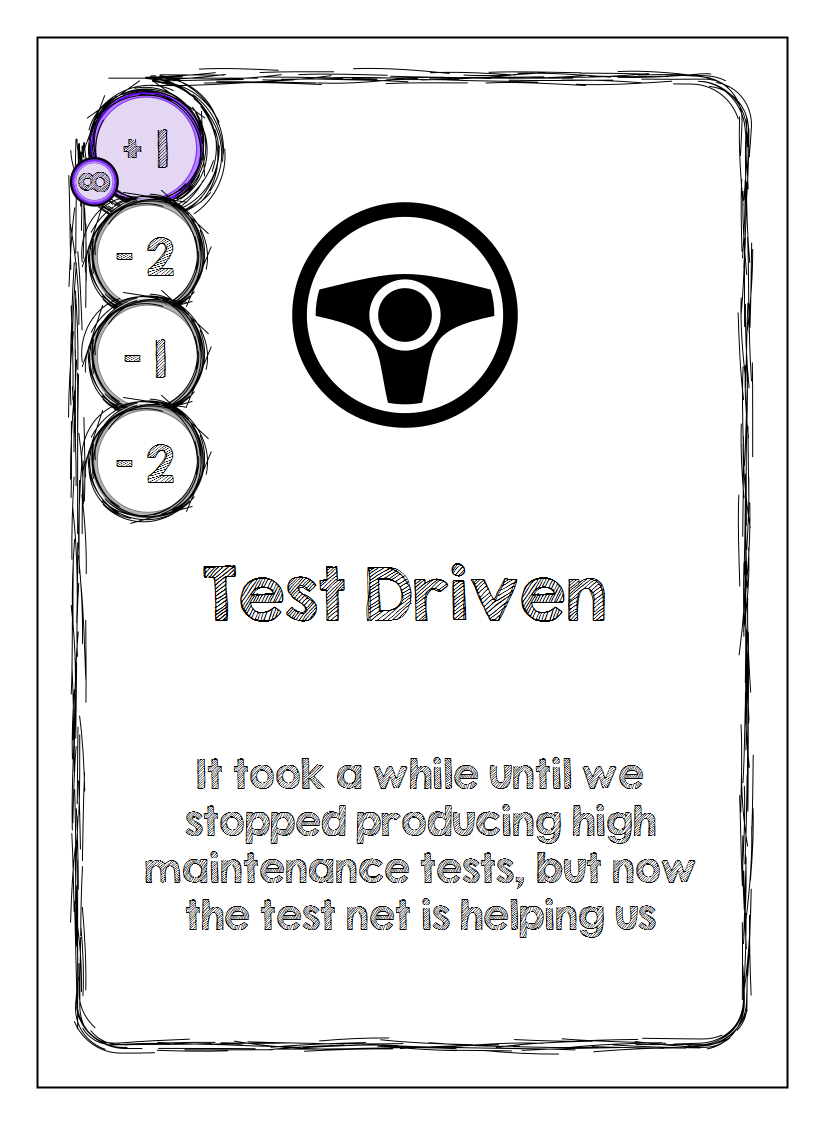 +1
8
- 2
-1
- 2
Test Driven
It took a while until we
stopped producing high
maintenance tests, but now
the test net is helping us